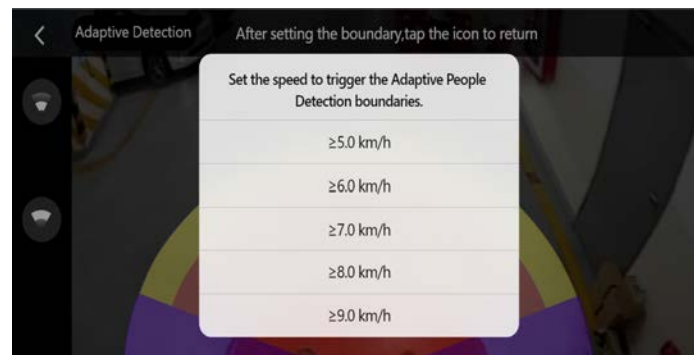 Adaptive Detection
After setting the boundary,tap the icon to return
Set the speed to trigger the Adaptive People
Detection boundaries.
≥5.0 km/h
≥6.0 km/h
≥7.0 km/h
≥8.0 km/h
≥9.0 km/h